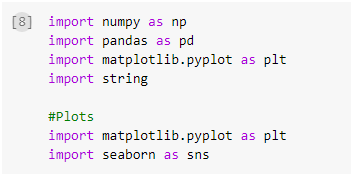 [8] import numpy as np
import pandas as pd
import matplotlib.pyplot as plt
import string
#Plots
import matplotlib.pyplot as plt
import seaborn as sns